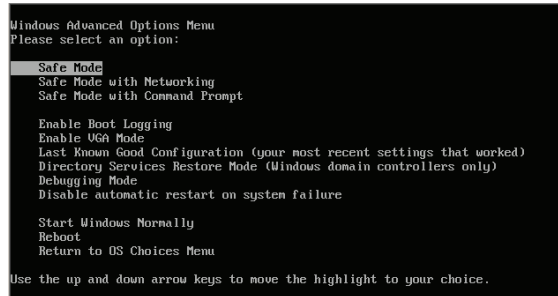 Windows Advanced Options Menu
Please select an option:
Safe Mode
Safe Mode with Networking
Safe Mode with Command Prompt
Enable Boot Logging
Enable VGA Mode
Last Known Good Configuration (your most recent settings that worked)
Directory Services Restore Mode (Windows domain controllers only)
Debugging Mode
Disable automatic restart on system failure
Start Windows Normally
Reboot
Return to OS Choices Menu
Use the up and down arrow keys to move the highlight to your choice.